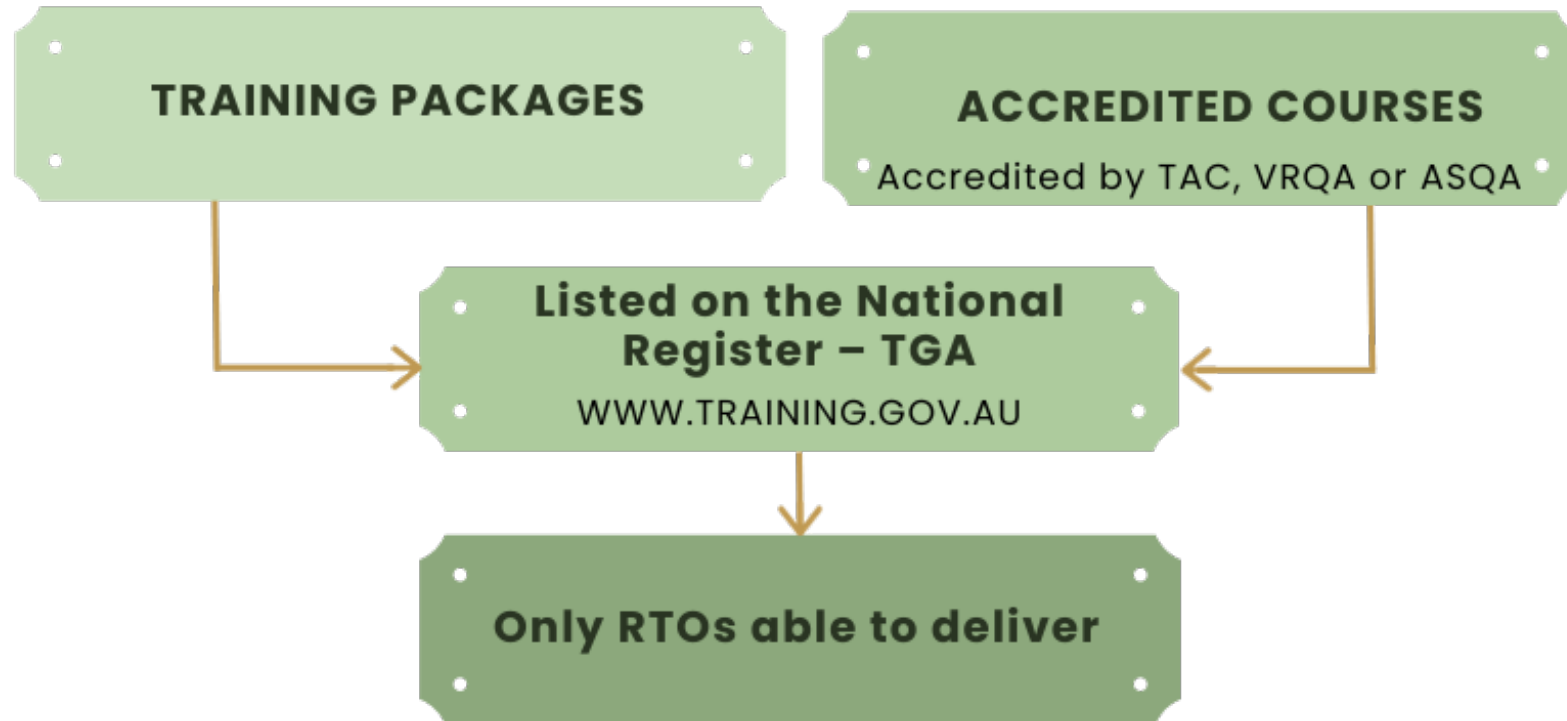 TRAINING PACKAGES
ACCREDITED COURSES
Accredited by TAC, VRQA or ASQA
Listed on the National
Register – TGA
WWW.TRAINING.GOV.AU
Only RTOs able to deliver